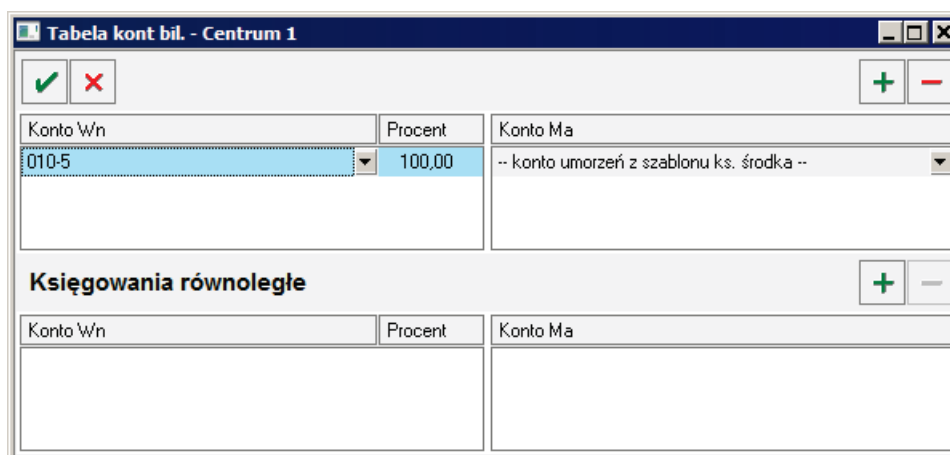 Tabela kont bil. - Centrum 1
Konto Wn Procent Konto Ma
010-5 100,00 -- konto umorzeń z szablonu ks. środka --
Księgowania równoległe
Konto Wn Procent Konto Ma